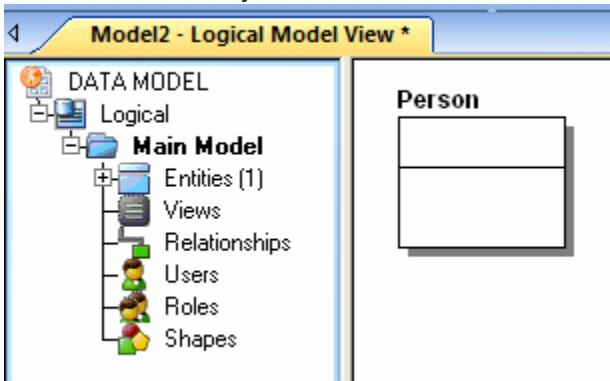 Model2 - Logical Model View *
DATA MODEL
Logical
Main Model
Entities (1)
Views
Relationships
Users
Roles
Shapes
Person